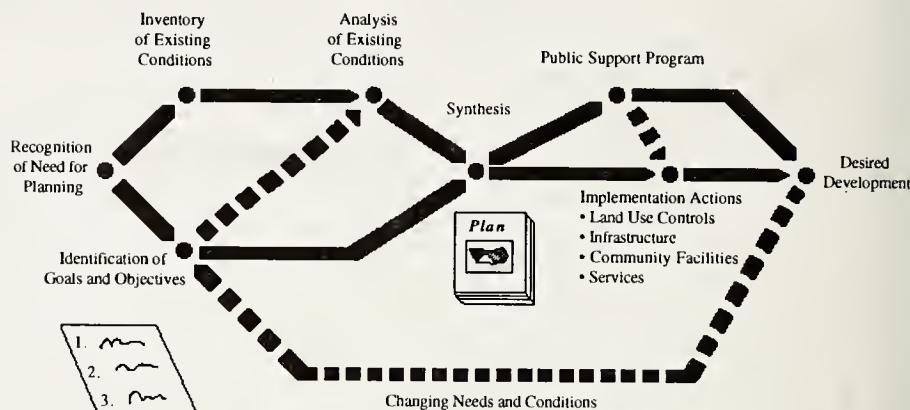 Inventory
of Existing
Conditions
Analysis
of Existing
Conditions
Public Support Program
Synthesis
Recognition
of Need for
Planning
Desired
Development
Implementation Actions
• Land Use Controls
• Infrastructure
• Community Facilities
• Services
Plan
Identification of
Goals and Objectives
1.
2.
3.
Changing Needs and Conditions